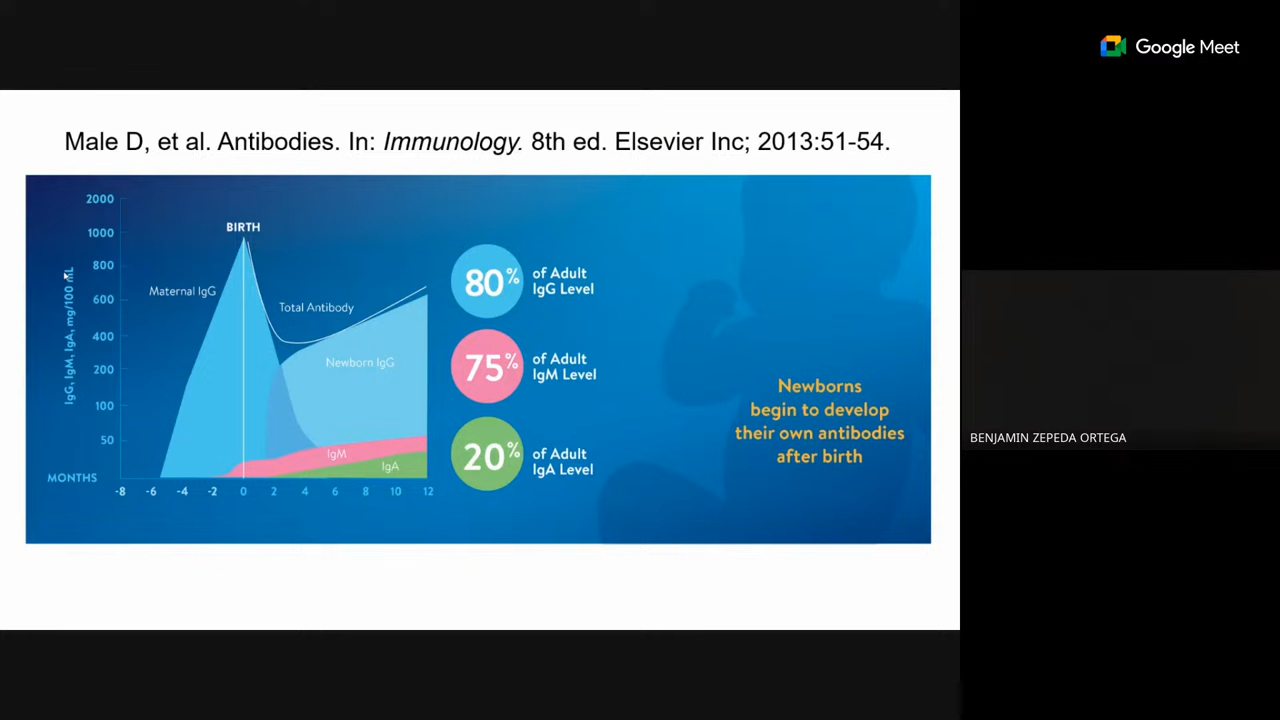 Google Meet
Male D, et al. Antibodies. In: Immunology. 8th ed. Elsevier Inc; 2013:51-54.
2000
1000
800
600
400
200
100
50
IgG, IgM, IgA, mg/100 mL
BIRTH
Maternal IgG
Total Antibody
Newborn IgG
IgM
IgA
MONTHS
-8 -6 -4 -2 0 2 4 6 8 10 12
80%
of Adult
IgG Level
75%
of Adult
IgM Level
20%
of Adult
IgA Level
Newborns
begin to develop
their own antibodies
after birth
BENJAMIN ZEPEDA ORTEGA